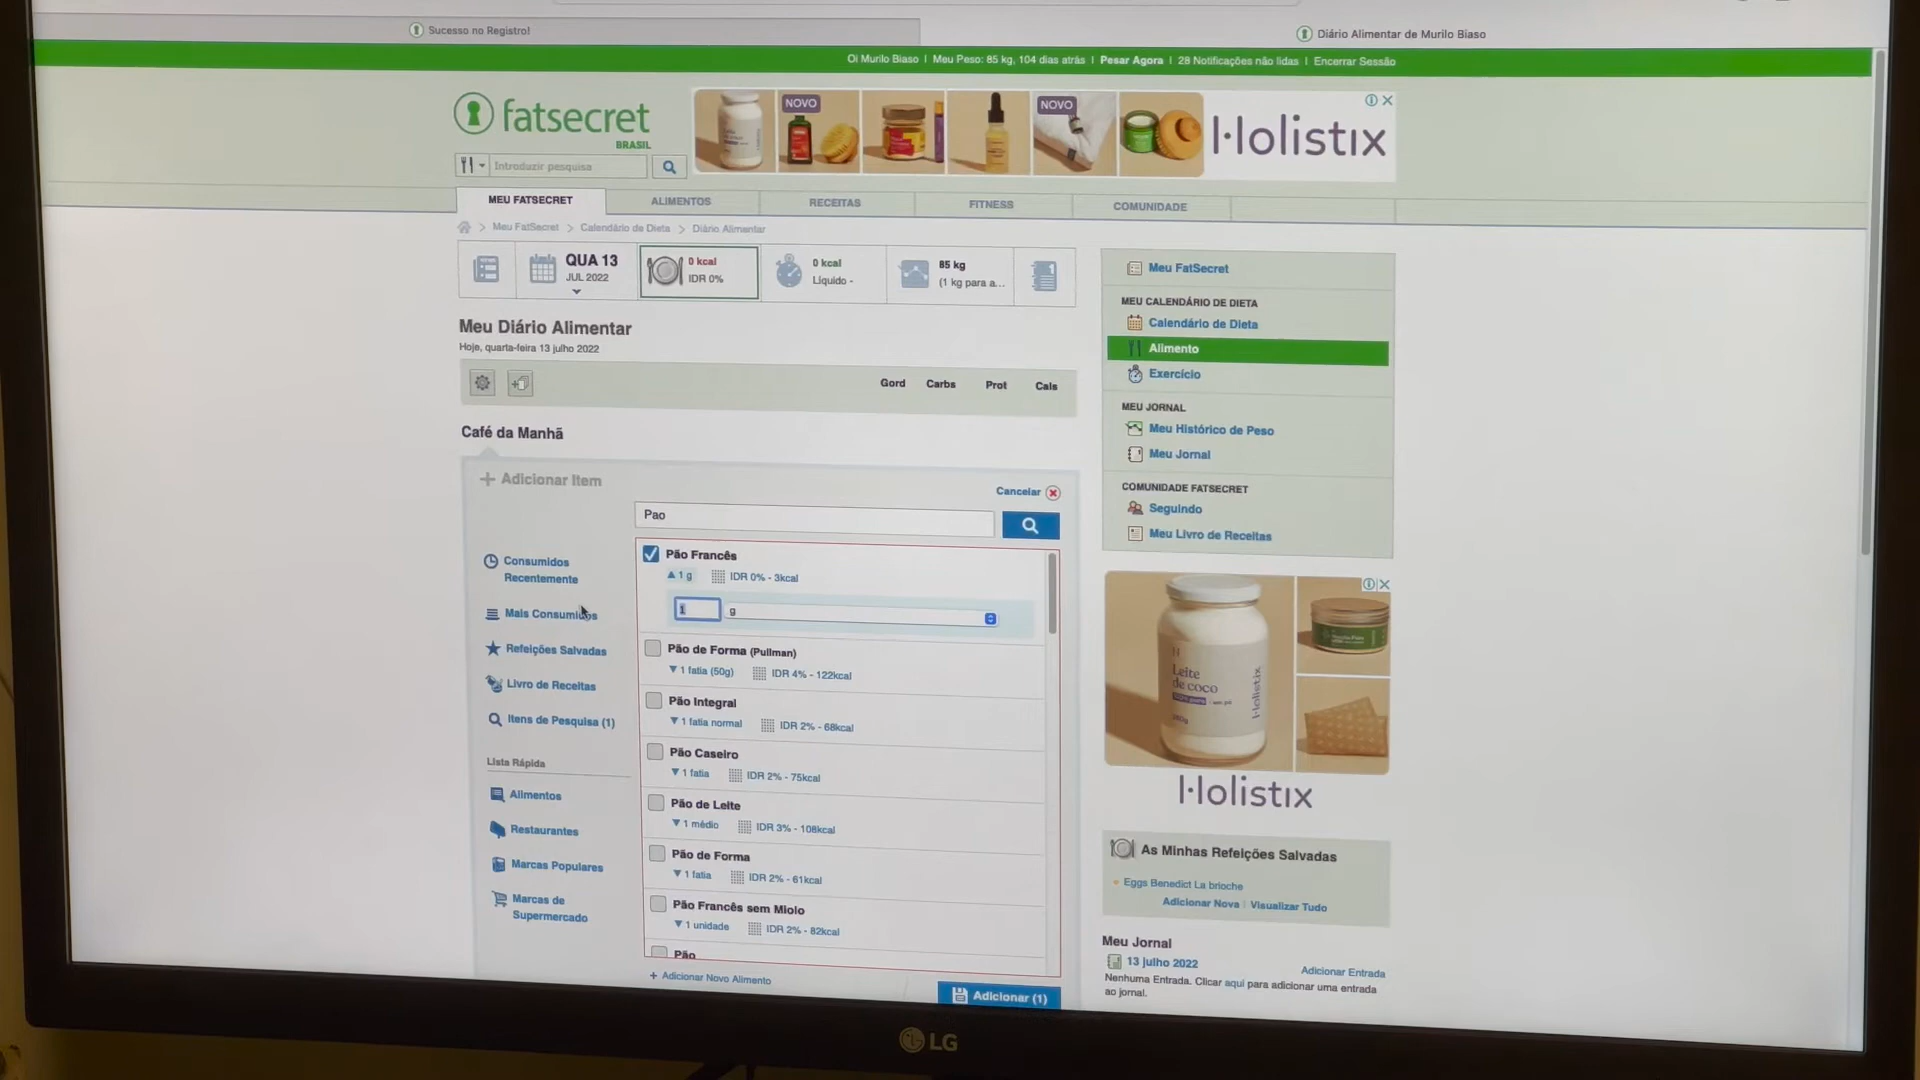 Sucesso no Registro!
Diário Alimentar de Murilo Biaso
Oi Murilo Biaso | Meu Peso: 85 kg, 104 dias atrás | Pesar Agora | 28 Notificações não lidas | Encerrar Sessão
fatsecret
BRASIL
NOVO
NOVO
Holistix
Introduzir pesquisa
MEU FATSECRET
ALIMENTOS
RECEITAS
FITNESS
COMUNIDADE
Meu FatSecret > Calendário de Dieta > Diário Alimentar
QUA 13
JUL 2022
0 kcal
IDR 0%
0 kcal
Líquido -
85 kg
(1 kg para a...
Meu Diário Alimentar
Hoje, quarta-feira 13 julho 2022
Gord Carbs Prot Cals
Café da Manhã
+ Adicionar Item
Cancelar
Pao
Consumidos
Recentemente
Mais Consumidos
Refeições Salvadas
Livro de Receitas
Itens de Pesquisa (1)
Lista Rápida
Alimentos
Restaurantes
Marcas Populares
Marcas de
Supermercado
Pão Francês
1 g IDR 0% - 3kcal
1 g
Pão de Forma (Pullman)
1 fatia (50g) IDR 4% - 122kcal
Pão Integral
1 fatia normal IDR 2% - 68kcal
Pão Caseiro
1 fatia IDR 2% - 75kcal
Pão de Leite
1 médio IDR 3% - 108kcal
Pão de Forma
1 fatia IDR 2% - 61kcal
Pão Francês sem Miolo
1 unidade IDR 2% - 82kcal
Pão
+ Adicionar Novo Alimento
Adicionar (1)
Meu FatSecret
MEU CALENDÁRIO DE DIETA
Calendário de Dieta
Alimento
Exercício
MEU JORNAL
Meu Histórico de Peso
Meu Jornal
COMUNIDADE FATSECRET
Seguindo
Meu Livro de Receitas
Leite
de coco
Holistix
Holistix
As Minhas Refeições Salvadas
Eggs Benedict La brioche
Adicionar Nova | Visualizar Tudo
Meu Jornal
13 julho 2022
Adicionar Entrada
Nenhuma Entrada. Clicar aqui para adicionar uma entrada
ao jornal.
LG